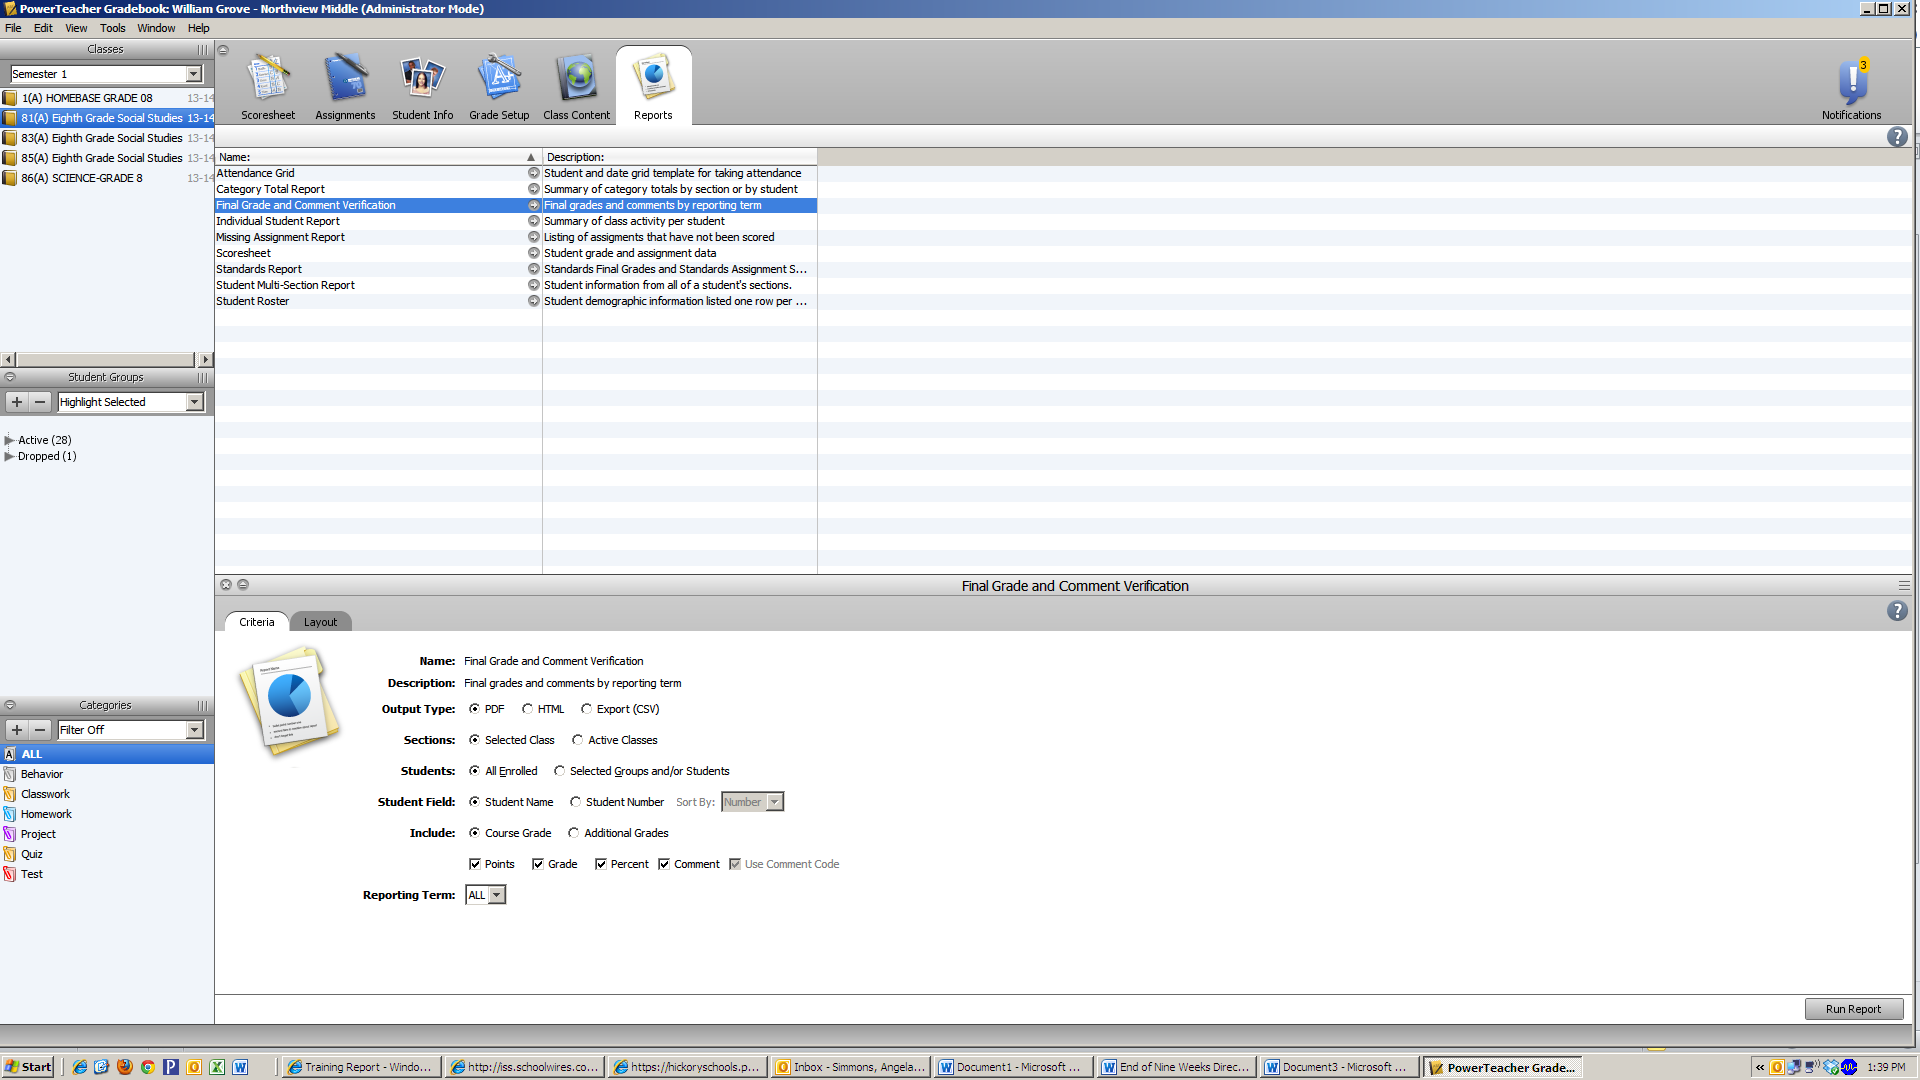 PowerTeacher Gradebook: William Grove - Northview Middle (Administrator Mode)
File Edit View Tools Window Help
Classes
Semester 1
1(A) HOMEBASE GRADE 08 13-14
81(A) Eighth Grade Social Studies 13-14
83(A) Eighth Grade Social Studies 13-14
85(A) Eighth Grade Social Studies 13-14
86(A) SCIENCE-GRADE 8 13-14
Student Groups
Highlight Selected
Active (28)
Dropped (1)
Categories
Filter Off
ALL
Behavior
Classwork
Homework
Project
Quiz
Test
Scoresheet Assignments Student Info Grade Setup Class Content Reports
3
Notifications
Name: Description:
Attendance Grid Student and date grid template for taking attendance
Category Total Report Summary of category totals by section or by student
Final Grade and Comment Verification Final grades and comments by reporting term
Individual Student Report Summary of class activity per student
Missing Assignment Report Listing of assigments that have not been scored
Scoresheet Student grade and assignment data
Standards Report Standards Final Grades and Standards Assignment S...
Student Multi-Section Report Student information from all of a student's sections.
Student Roster Student demographic information listed one row per ...
Final Grade and Comment Verification
Criteria Layout
Name: Final Grade and Comment Verification
Description: Final grades and comments by reporting term
Output Type: PDF HTML Export (CSV)
Sections: Selected Class Active Classes
Students: All Enrolled Selected Groups and/or Students
Student Field: Student Name Student Number Sort By: Number
Include: Course Grade Additional Grades
Points Grade Percent Comment Use Comment Code
Reporting Term: ALL
Run Report
Start Training Report - Windo... http://iss.schoolwires.co... https://hickoryschools.p... Inbox - Simmons, Angela... Document1 - Microsoft ... End of Nine Weeks Direc... Document3 - Microsoft ... PowerTeacher Grade... 1:39 PM